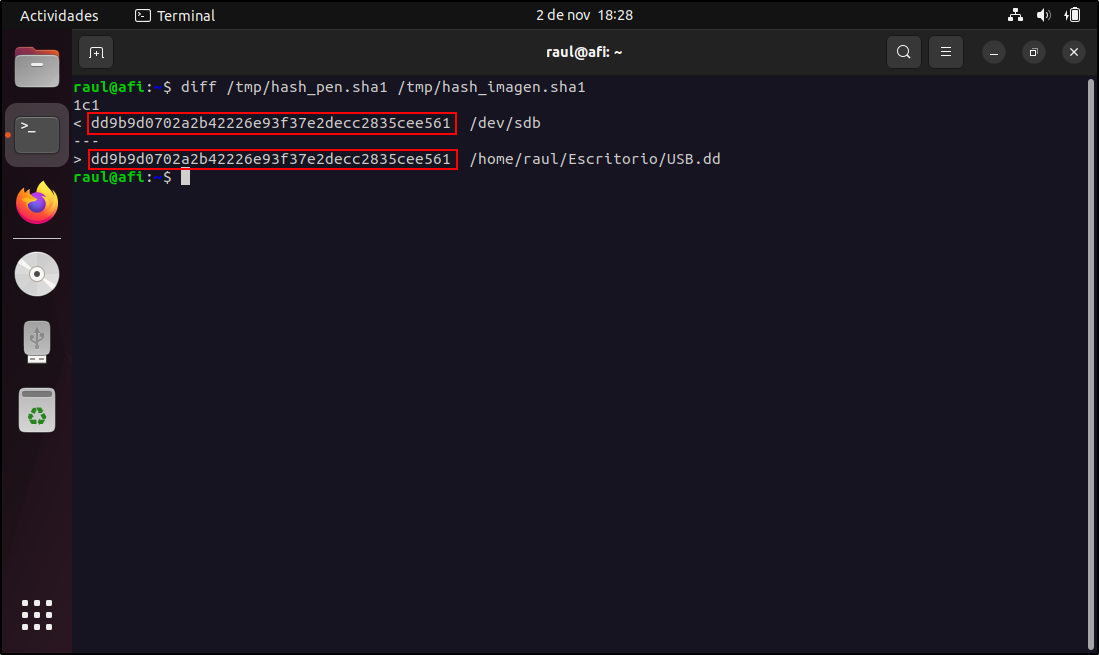 Actividades
Terminal
2 de nov 18:28
raul@afi: ~
raul@afi:~$ diff /tmp/hash_pen.sha1 /tmp/hash_imagen.sha1
1c1
< dd9b9d0702a2b42226e93f37e2decc2835cee561 /dev/sdb
---
> dd9b9d0702a2b42226e93f37e2decc2835cee561 /home/raul/Escritorio/USB.dd
raul@afi:~$